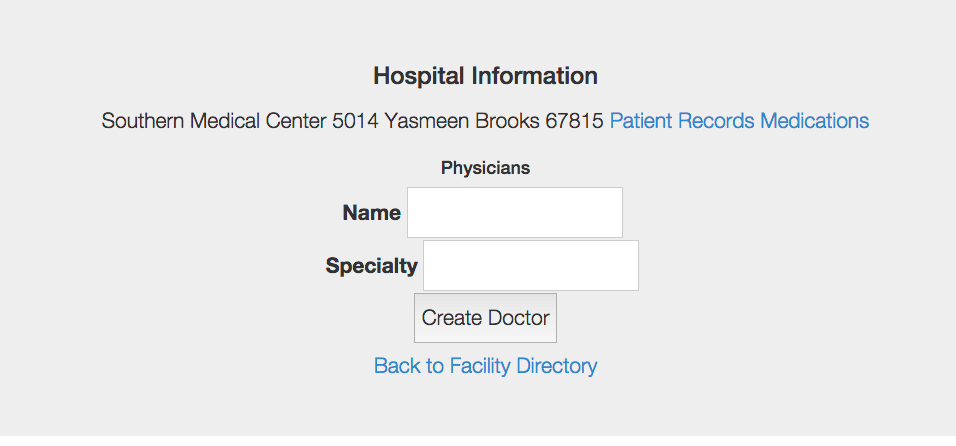 Hospital Information
Southern Medical Center 5014 Yasmeen Brooks 67815 Patient Records Medications
Physicians
Name
Specialty
Create Doctor
Back to Facility Directory